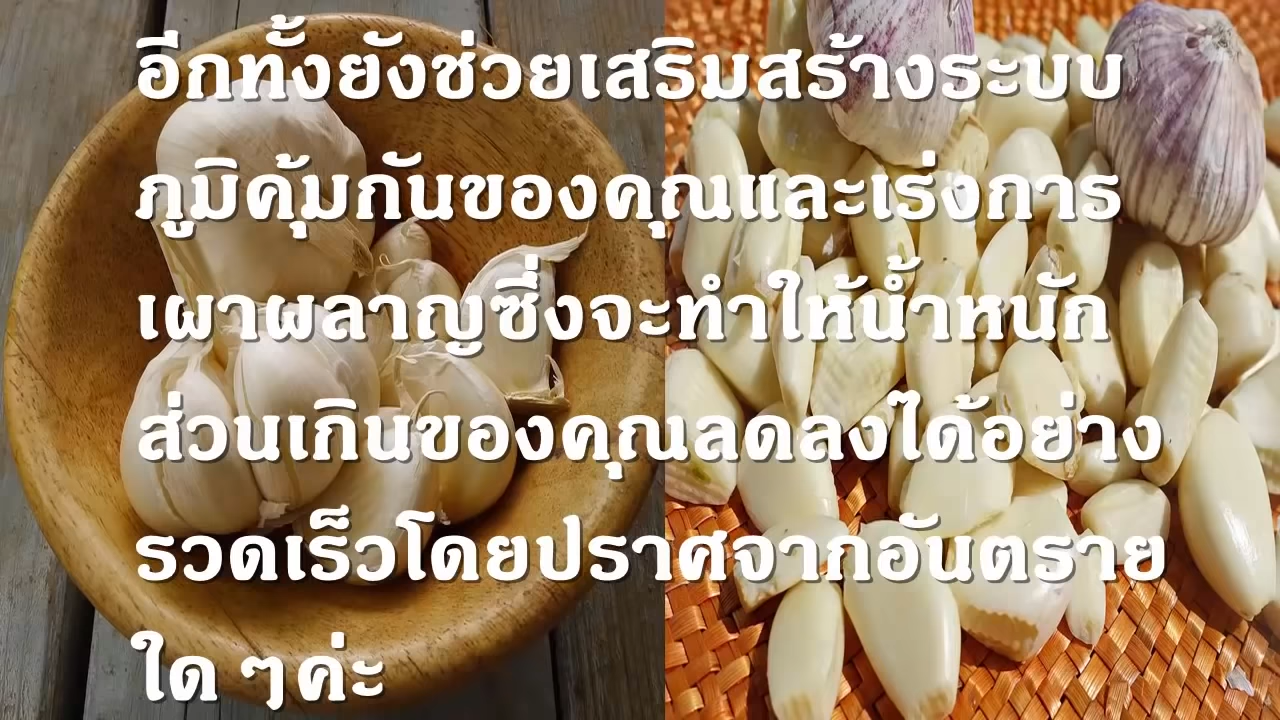 อีกทั้งยังช่วยเสริมสร้างระบบ
ภูมิคุ้มกันของคุณและเร่งการ
เผาผลาญซึ่งจะทำให้น้ำหนัก
ส่วนเกินของคุณลดลงได้อย่าง
รวดเร็วโดยปราศจากอันตราย
ใด ๆ ค่ะ